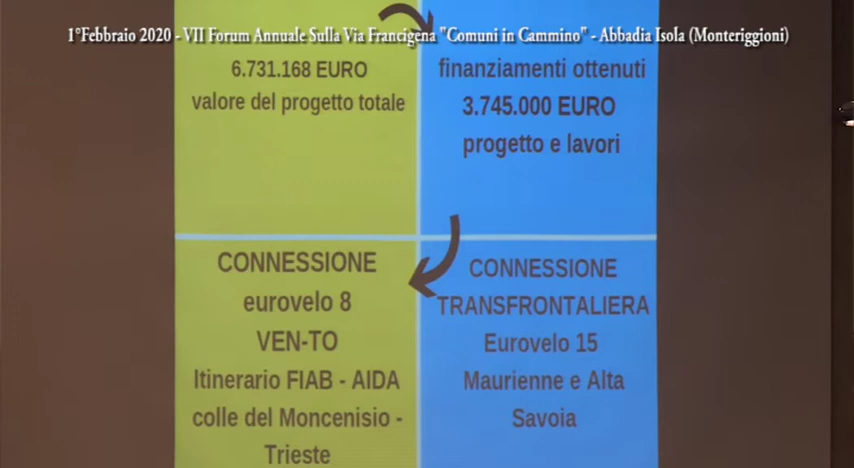 1°Febbraio 2020 - VII Forum Annuale Sulla Via Francigena "Comuni in Cammino" - Abbadia Isola (Monteriggioni)
6.731.168 EURO
valore del progetto totale
finanziamenti ottenuti
3.745.000 EURO
progetto e lavori
CONNESSIONE
eurovelo 8
VEN-TO
Itinerario FIAB - AIDA
colle del Moncenisio -
Trieste
CONNESSIONE
TRANSFRONTALIERA
Eurovelo 15
Maurienne e Alta
Savoia